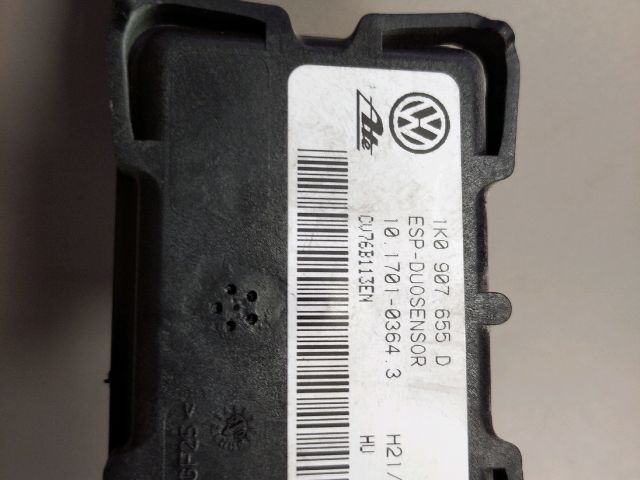 Ate
1K0 907 655 D
ESP-DUOSENSOR
10.1701-0364.3 H21/
CV76B113EN HU